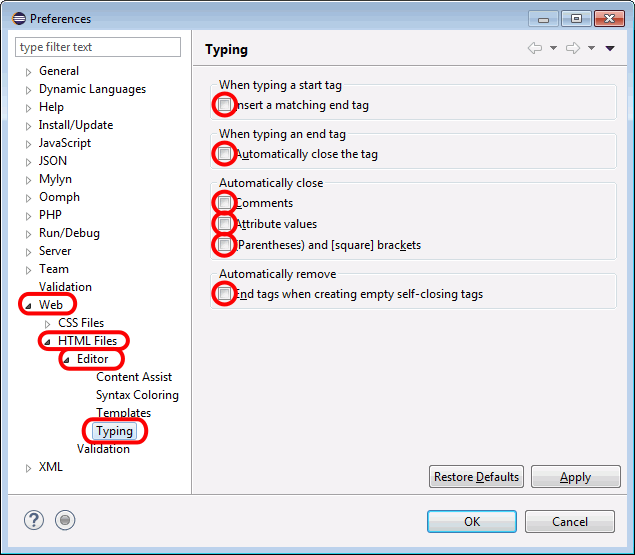 Preferences
type filter text
General
Dynamic Languages
Help
Install/Update
JavaScript
JSON
Mylyn
Oomph
PHP
Run/Debug
Server
Team
Validation
Web
CSS Files
HTML Files
Editor
Content Assist
Syntax Coloring
Templates
Typing
Validation
XML
Typing
When typing a start tag
Insert a matching end tag
When typing an end tag
Automatically close the tag
Automatically close
Comments
Attribute values
(Parentheses) and [square] brackets
Automatically remove
End tags when creating empty self-closing tags
Restore Defaults
Apply
?
OK
Cancel